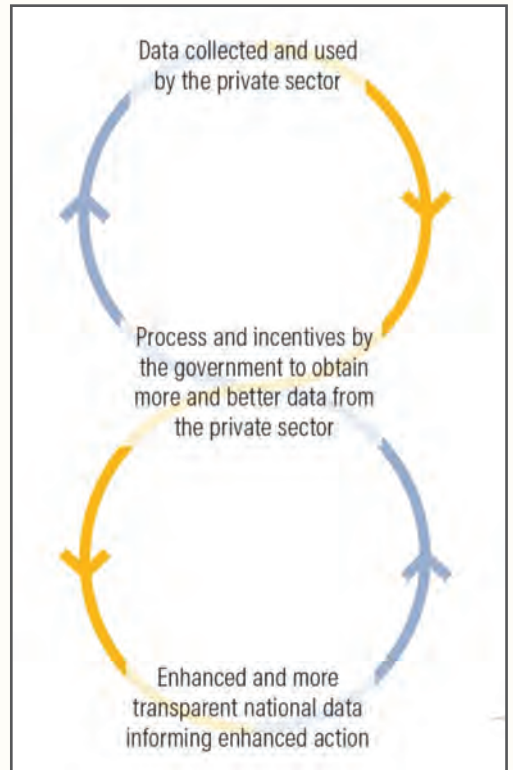 Data collected and used
by the private sector
Process and incentives by
the government to obtain
more and better data from
the private sector
Enhanced and more
transparent national data
informing enhanced action